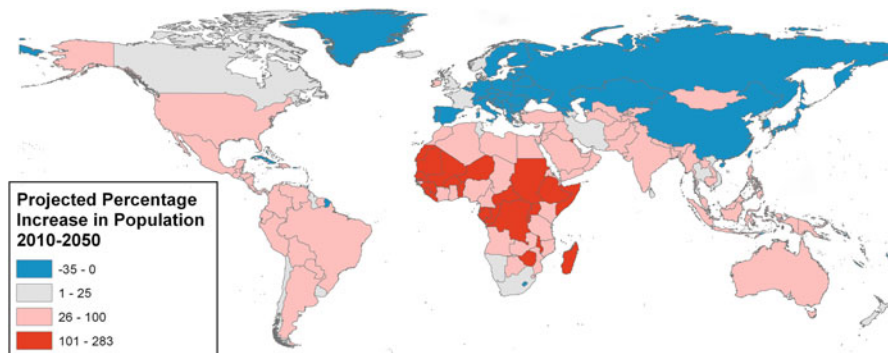 Projected Percentage
Increase in Population
2010-2050
-35 - 0
1 - 25
26 - 100
101 - 283